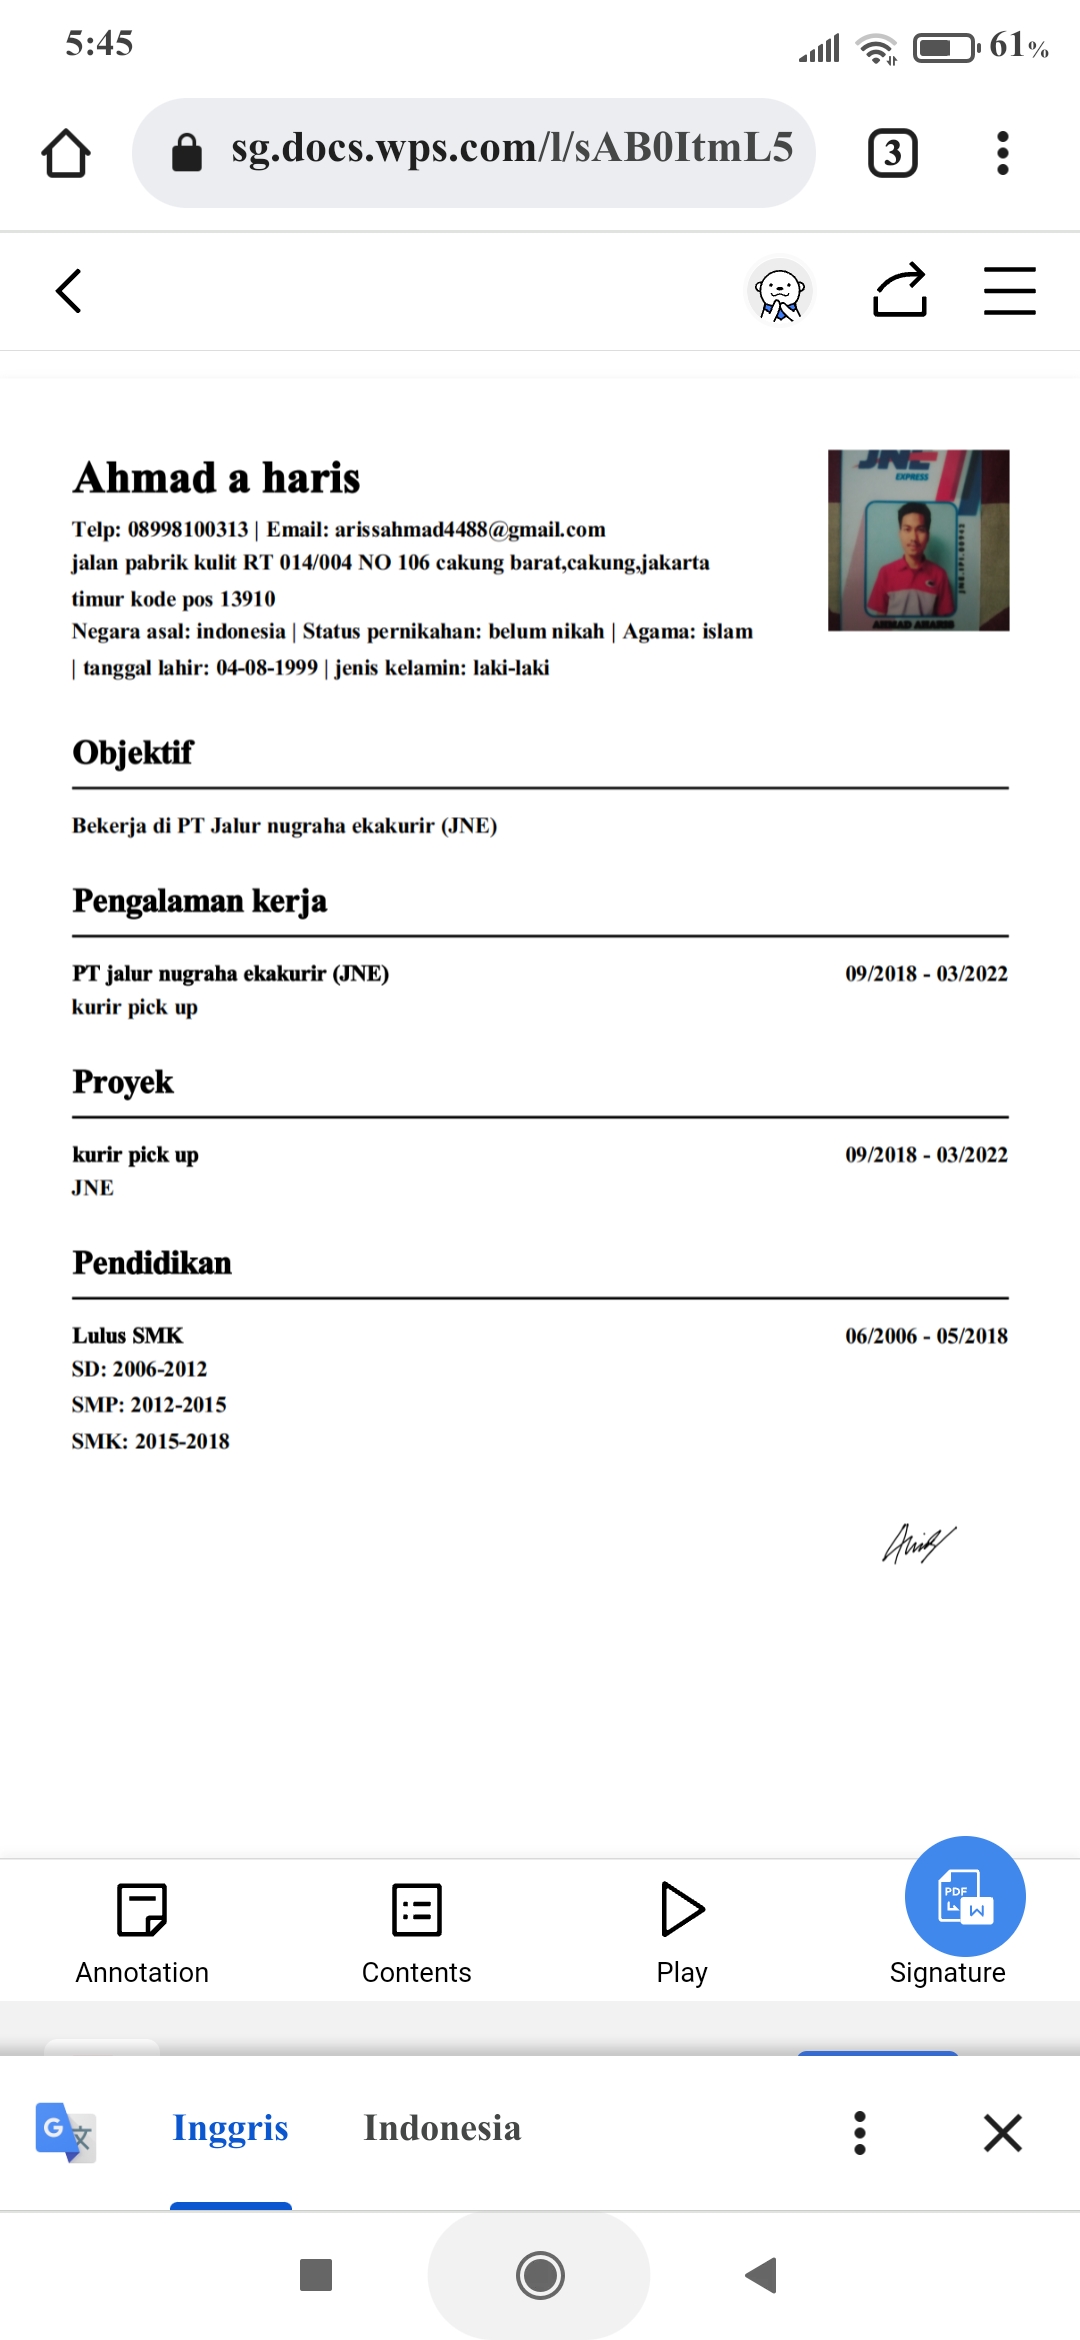 5:45
61%
sg.docs.wps.com/l/sAB0ItmL5
3
Ahmad a haris
Telp: 08998100313 | Email: arissahmad4488@gmail.com
jalan pabrik kulit RT 014/004 NO 106 cakung barat,cakung,jakarta
timur kode pos 13910
Negara asal: indonesia | Status pernikahan: belum nikah | Agama: islam
| tanggal lahir: 04-08-1999 | jenis kelamin: laki-laki
JNE
EXPRESS
AHMAD AHARIS
Objektif
Bekerja di PT Jalur nugraha ekakurir (JNE)
Pengalaman kerja
PT jalur nugraha ekakurir (JNE) 09/2018 - 03/2022
kurir pick up
Proyek
kurir pick up 09/2018 - 03/2022
JNE
Pendidikan
Lulus SMK 06/2006 - 05/2018
SD: 2006-2012
SMP: 2012-2015
SMK: 2015-2018
PDF
W
Annotation Contents Play Signature
G
文
Inggris Indonesia